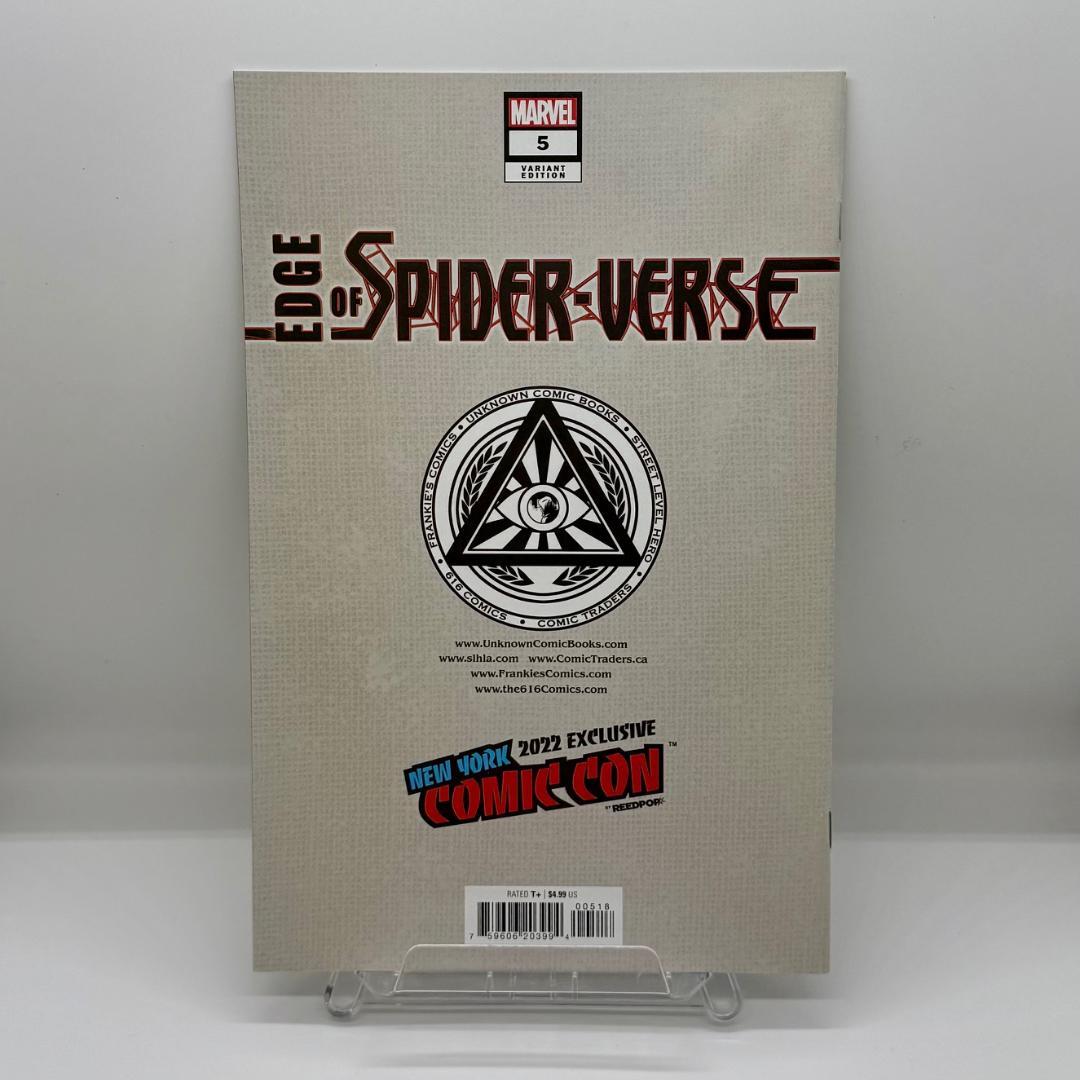 MARVEL
5
VARIANT
EDITION
EDGE OF SPIDER-VERSE
FRANKIE'S COMICS • UNKNOWN COMIC BOOKS • STREET LEVEL HERO • COMIC TRADERS • 616 COMICS •
www.UnknownComicBooks.com
www.slhla.com www.ComicTraders.ca
www.FrankiesComics.com
www.the616Comics.com
NEW YORK 2022 EXCLUSIVE
COMIC CON ™
BY REEDPOP
RATED T+ | $4.99 US
00518
7 59606 20399 4